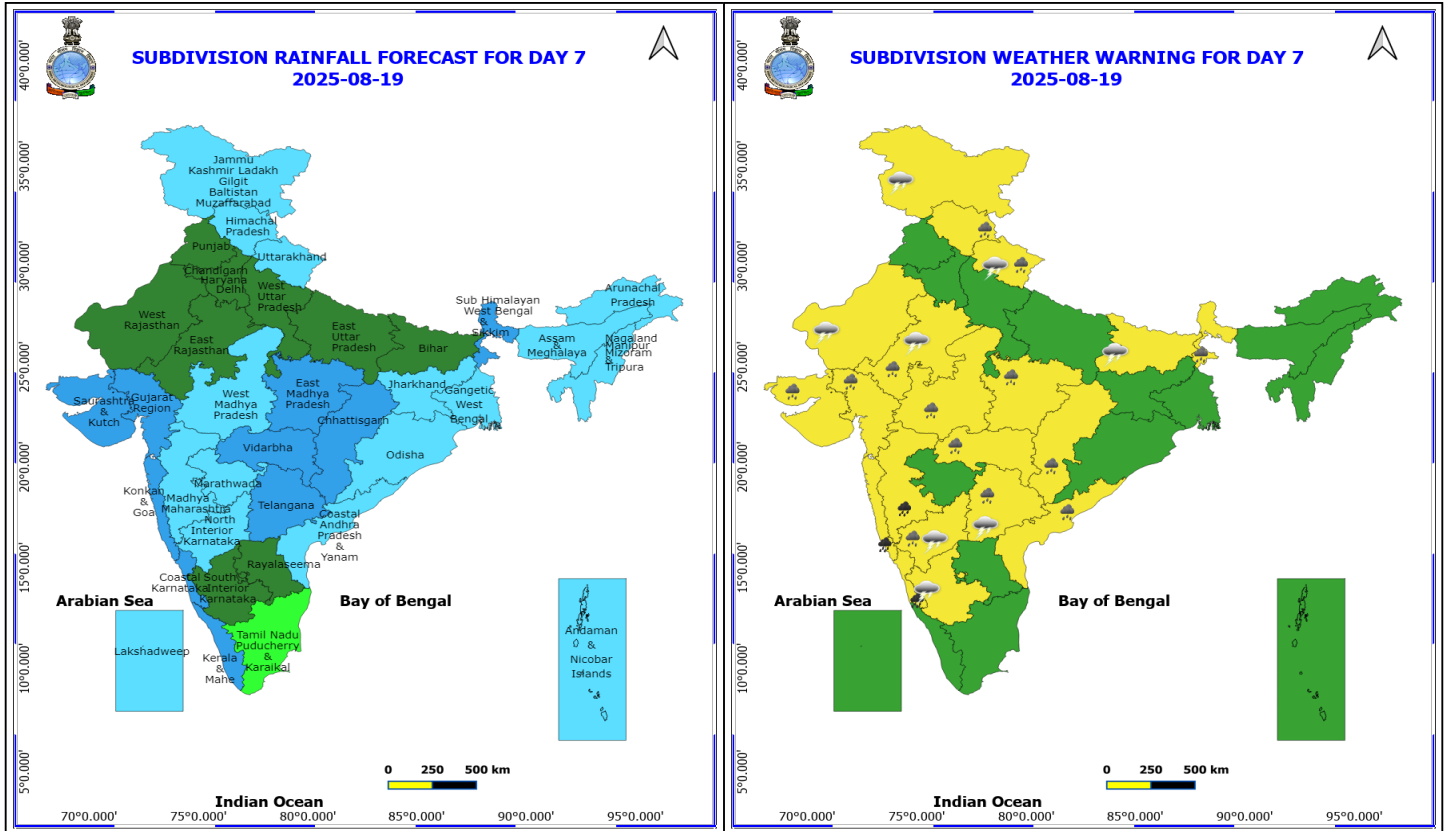 SUBDIVISION RAINFALL FORECAST FOR DAY 7
2025-08-19
40°0.000'
35°0.000'
30°0.000'
25°0.000'
20°0.000'
15°0.000'
10°0.000'
5°0.000'
Jammu
Kashmir Ladakh
Gilgit
Baltistan
Muzaffarabad
Himachal
Pradesh
Punjab
Uttarakhand
Chandigarh
Haryana
Delhi
West
Uttar
Pradesh
West
Rajasthan
East
Rajasthan
East
Uttar
Pradesh
Bihar
Sub Himalayan
West Bengal
&
Sikkim
Arunachal
Pradesh
Assam
&
Meghalaya
Nagaland
Manipur
Mizoram
&
Tripura
Saurashtra
&
Kutch
Gujarat
Region
West
Madhya
Pradesh
East
Madhya
Pradesh
Jharkhand
Gangetic
West
Bengal
Chhattisgarh
Odisha
Vidarbha
Konkan
&
Goa
Madhya
Maharashtra
Marathwada
Telangana
North
Interior
Karnataka
Coastal
Andhra
Pradesh
&
Yanam
Rayalaseema
Coastal
Karnataka
South
Interior
Karnataka
Tamil Nadu
Puducherry
&
Karaikal
Kerala
&
Mahe
Lakshadweep
Andaman
&
Nicobar
Islands
Arabian Sea
Bay of Bengal
0 250 500 km
Indian Ocean
70°0.000' 75°0.000' 80°0.000' 85°0.000' 90°0.000' 95°0.000'
SUBDIVISION WEATHER WARNING FOR DAY 7
2025-08-19
40°0.000'
35°0.000'
30°0.000'
25°0.000'
20°0.000'
15°0.000'
10°0.000'
5°0.000'
Arabian Sea
Bay of Bengal
0 250 500 km
Indian Ocean
70°0.000' 75°0.000' 80°0.000' 85°0.000' 90°0.000' 95°0.000'